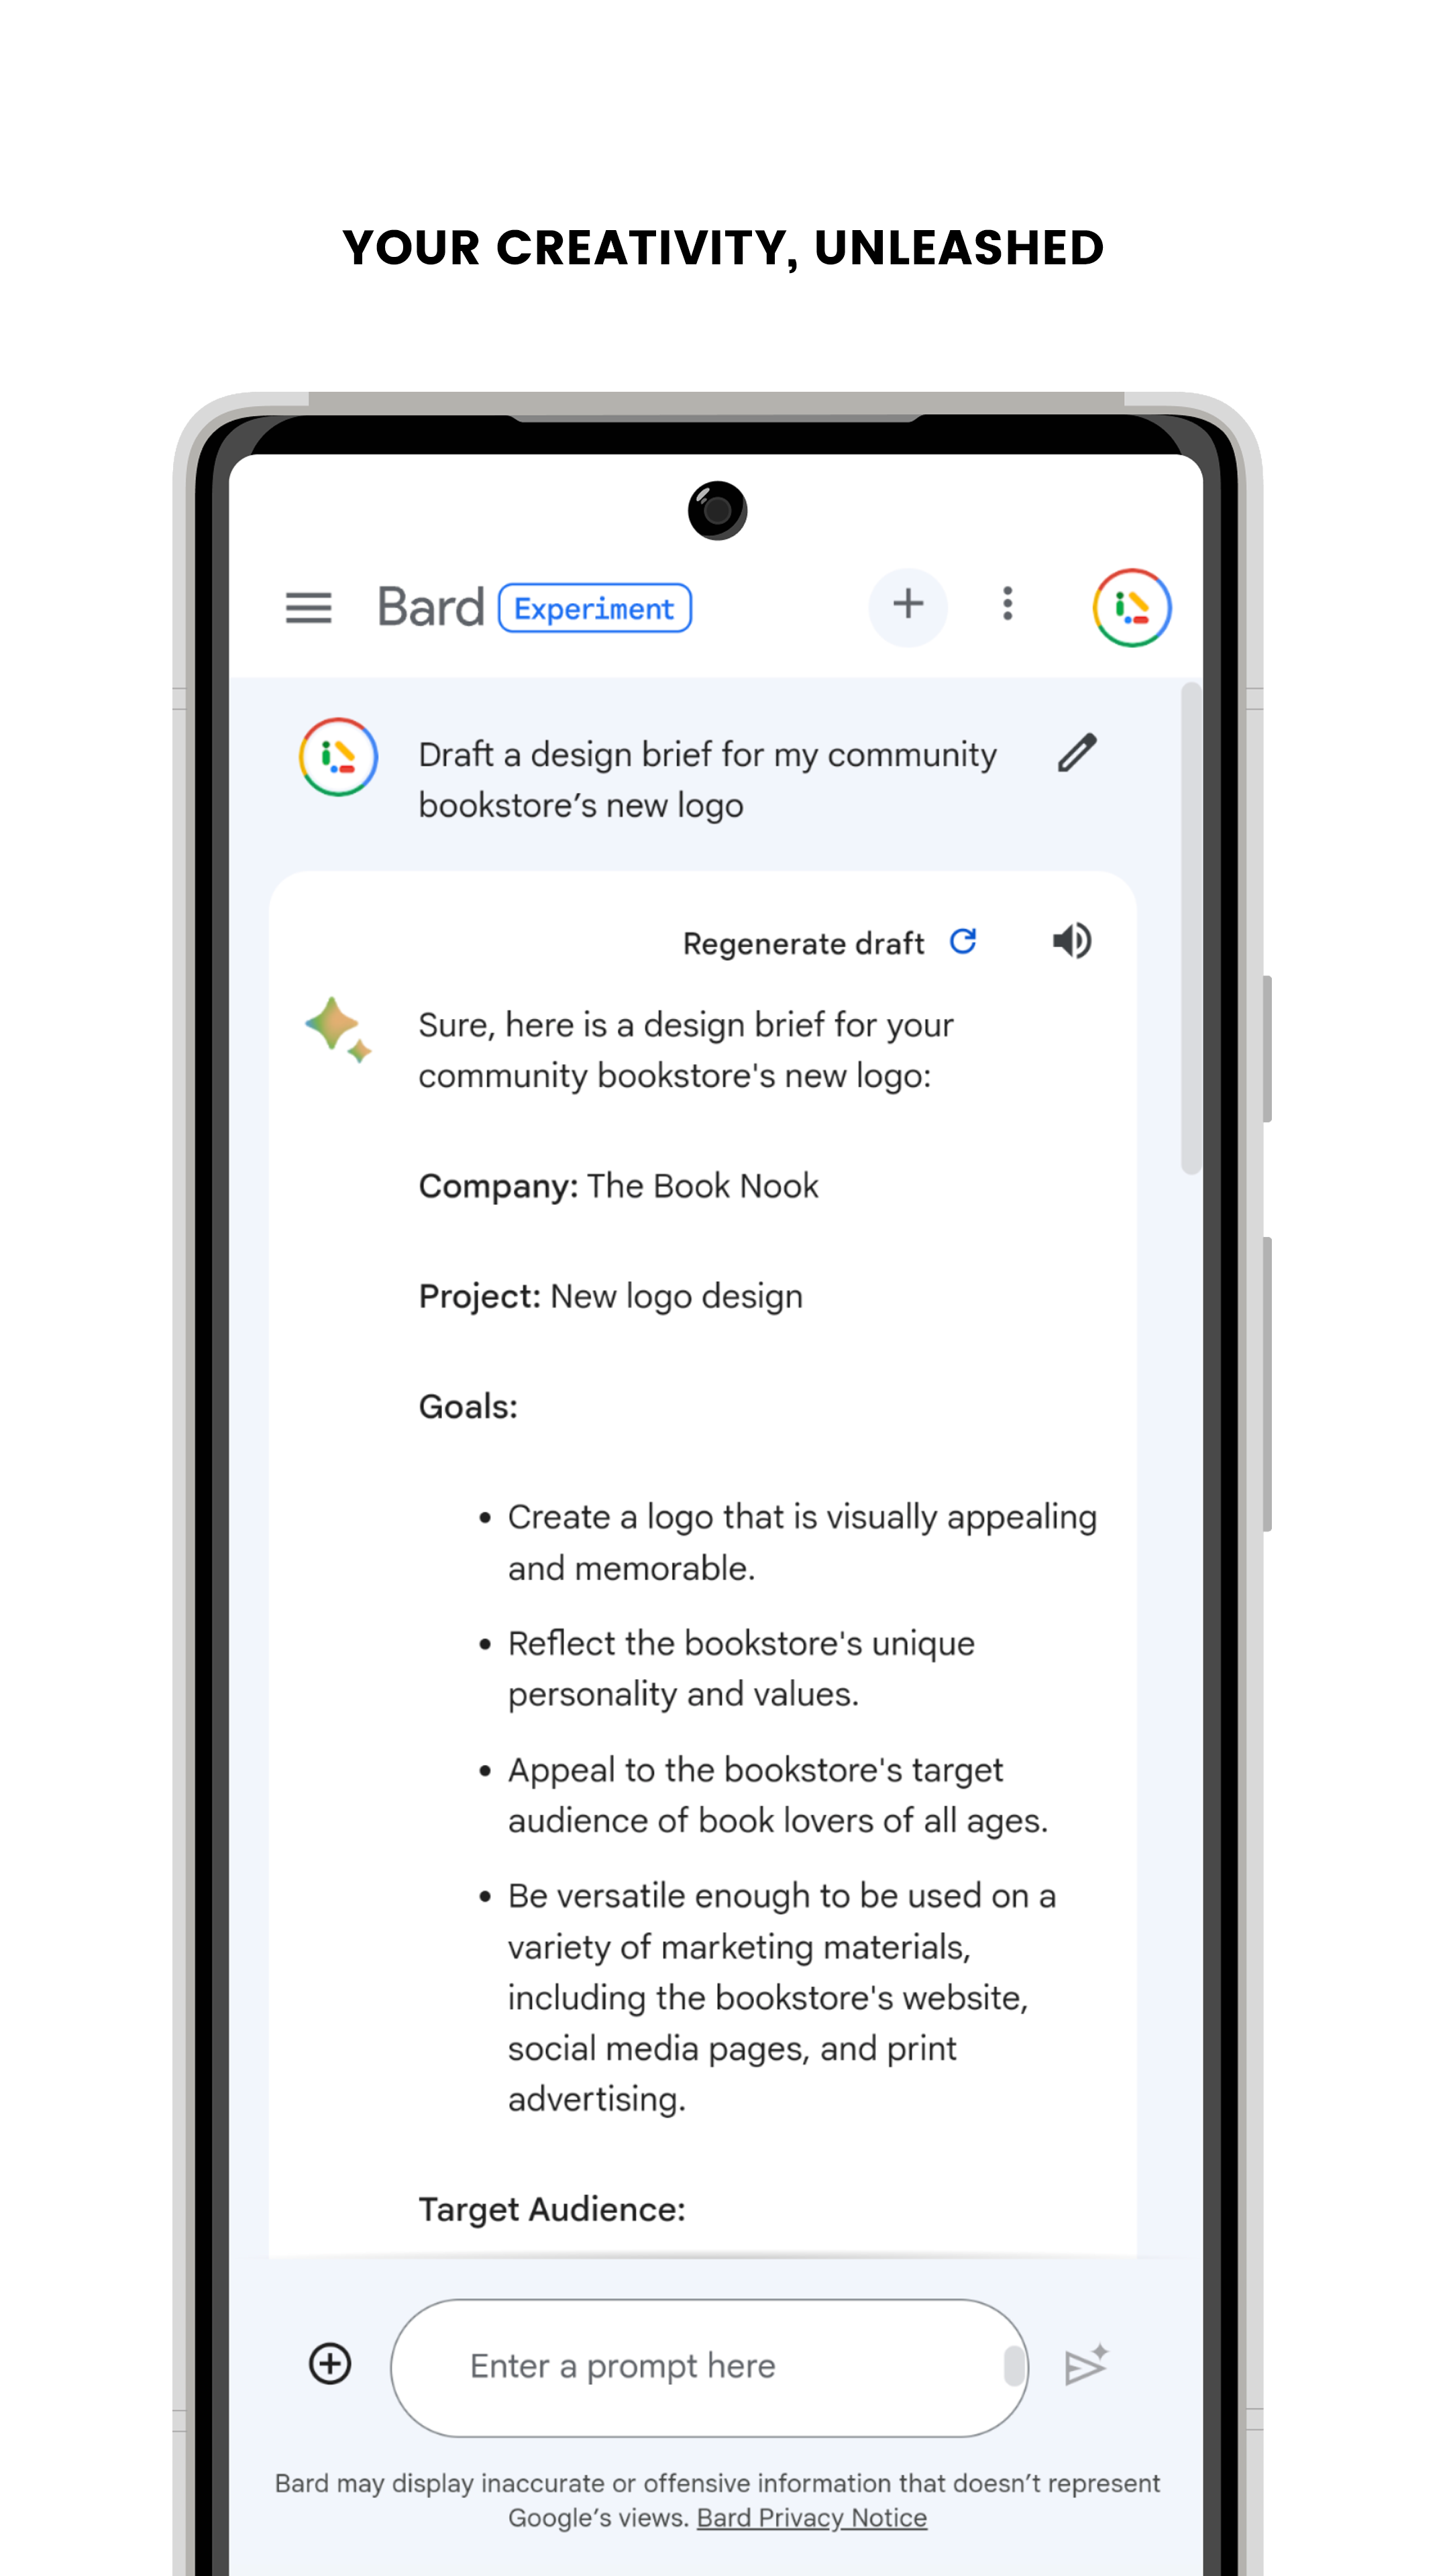 YOUR CREATIVITY, UNLEASHED
Bard Experiment
Draft a design brief for my community
bookstore’s new logo
Regenerate draft
Sure, here is a design brief for your
community bookstore's new logo:
Company: The Book Nook
Project: New logo design
Goals:
• Create a logo that is visually appealing
and memorable.
• Reflect the bookstore's unique
personality and values.
• Appeal to the bookstore's target
audience of book lovers of all ages.
• Be versatile enough to be used on a
variety of marketing materials,
including the bookstore's website,
social media pages, and print
advertising.
Target Audience:
Enter a prompt here
Bard may display inaccurate or offensive information that doesn’t represent
Google’s views. Bard Privacy Notice